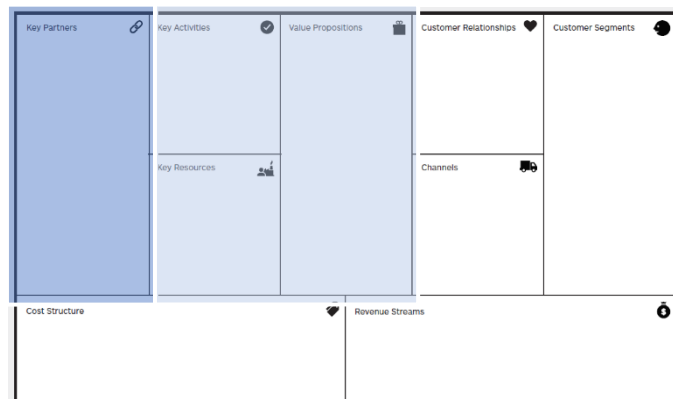 Key Partners
Key Activities
Value Propositions
Customer Relationships
Customer Segments
Key Resources
Channels
Cost Structure
Revenue Streams